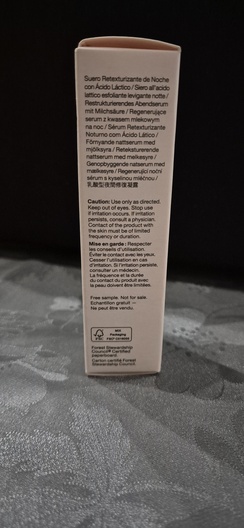 Suero Retexturizante de Noche
con Ácido Láctico / Siero all'acido
lattico esfoliante levigante notte /
Restrukturierendes Abendserum
mit Milchsäure / Regenerujące
serum z kwasem mlekowym
na noc / Sérum Retexturizante
Noturno com Ácido Lático /
Förnyande nattserum med
mjölksyra / Reteksturerende
nattserum med mælkesyre /
Genopbyggende natserum med
mælkesyre / Regenerační noční
sérum s kyselinou mléčnou /
乳酸型夜間修復凝露
Caution: Use only as directed.
Keep out of eyes. Stop use
if irritation occurs. If irritation
persists, consult a physician.
Contact of the product with
the skin must be of limited
frequency or duration.
Mise en garde : Respecter
les conseils d'utilisation.
Éviter le contact avec les yeux.
Cesser l'utilisation en cas
d'irritation. Si l'irritation persiste,
consulter un médecin.
La fréquence et la durée
du contact du produit avec
la peau doivent être limitées.
Free sample. Not for sale.
Échantillon gratuit —
Ne peut être vendu.
FSC
MIX
Packaging
Forest Stewardship
Council® Certified
paperboard
Carton certifié Forest
Stewardship Council